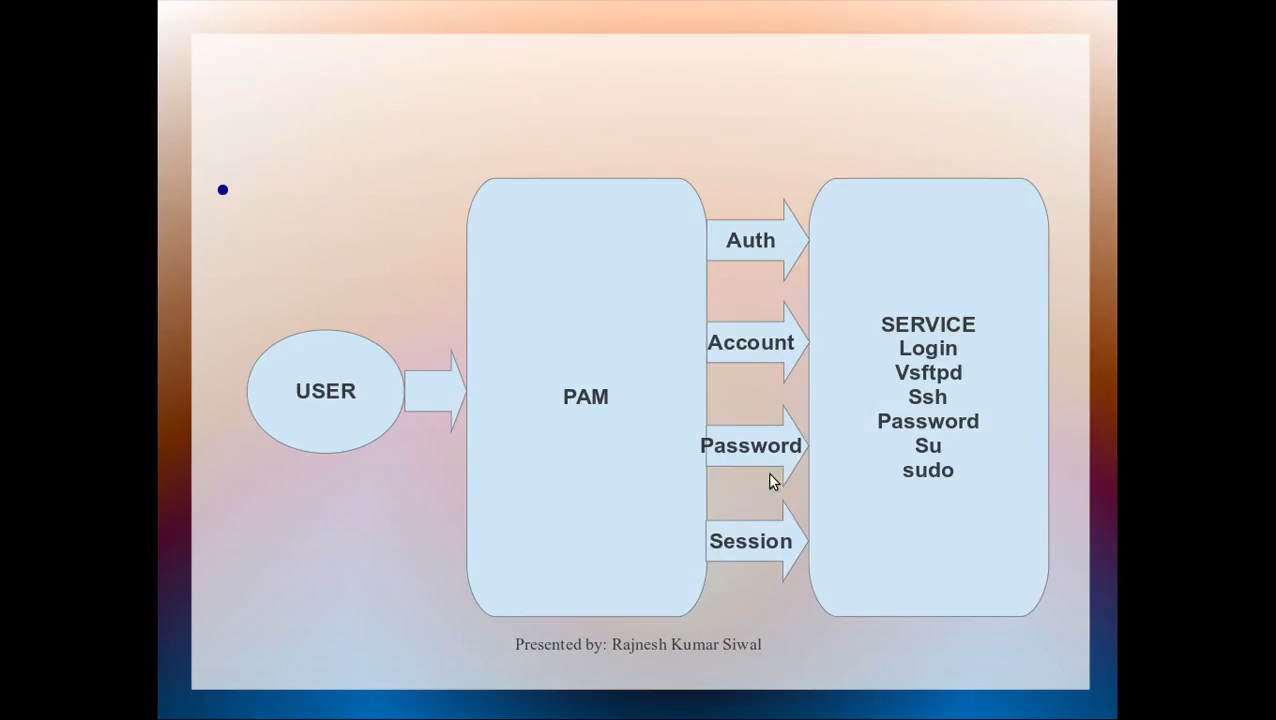 Auth
Account
Password
Session
USER
PAM
SERVICE
Login
Vsftpd
Ssh
Password
Su
sudo
Presented by: Rajnesh Kumar Siwal